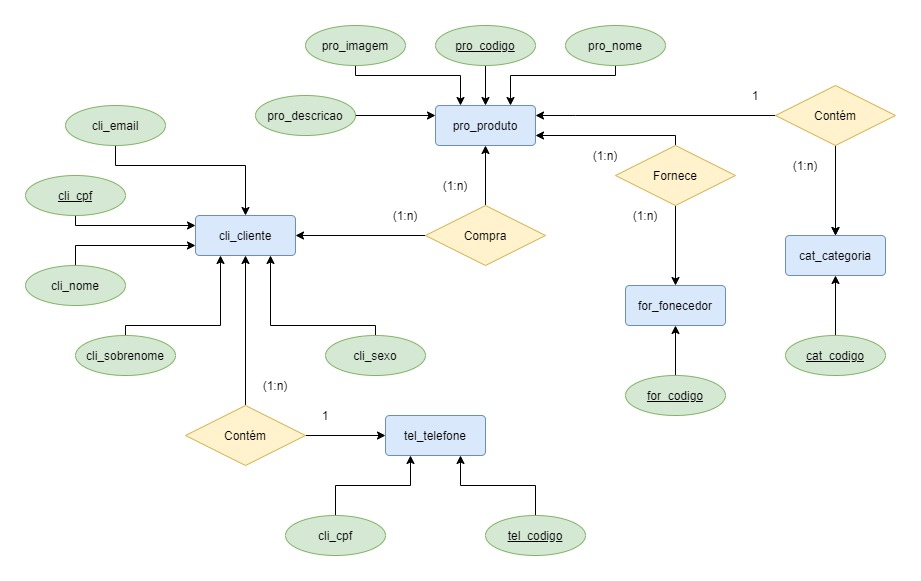 pro_imagem
pro_codigo
pro_nome
pro_descricao
pro_produto
1
Contém
cli_email
(1:n)
(1:n)
Fornece
(1:n)
cli_cpf
(1:n)
(1:n)
cli_cliente
Compra
cat_categoria
cli_nome
for_fonecedor
cli_sobrenome
cli_sexo
cat_codigo
(1:n)
for_codigo
1
Contém
tel_telefone
cli_cpf
tel_codigo